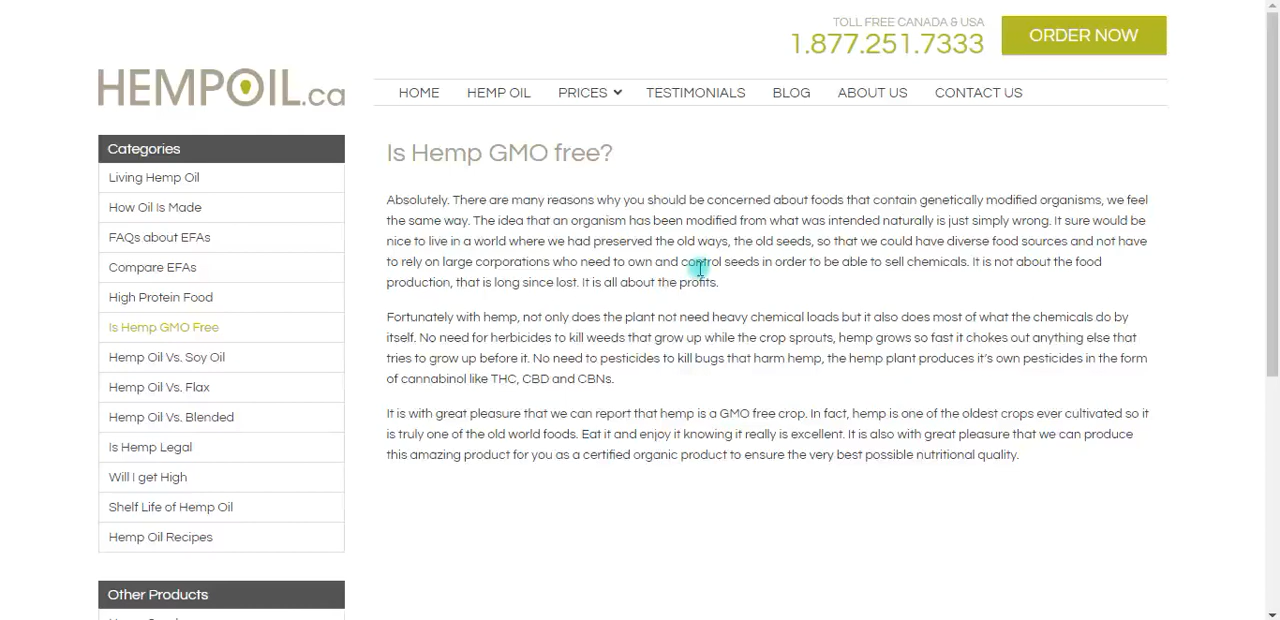 TOLL FREE CANADA & USA
1.877.251.7333
ORDER NOW
HEMPOIL.ca
HOME HEMP OIL PRICES TESTIMONIALS BLOG ABOUT US CONTACT US
Categories
Living Hemp Oil
How Oil Is Made
FAQs about EFAs
Compare EFAs
High Protein Food
Is Hemp GMO Free
Hemp Oil Vs. Soy Oil
Hemp Oil Vs. Flax
Hemp Oil Vs. Blended
Is Hemp Legal
Will I get High
Shelf Life of Hemp Oil
Hemp Oil Recipes
Other Products
Is Hemp GMO free?
Absolutely. There are many reasons why you should be concerned about foods that contain genetically modified organisms, we feel
the same way. The idea that an organism has been modified from what was intended naturally is just simply wrong. It sure would be
nice to live in a world where we had preserved the old ways, the old seeds, so that we could have diverse food sources and not have
to rely on large corporations who need to own and control seeds in order to be able to sell chemicals. It is not about the food
production, that is long since lost. It is all about the profits.
Fortunately with hemp, not only does the plant not need heavy chemical loads but it also does most of what the chemicals do by
itself. No need for herbicides to kill weeds that grow up while the crop sprouts, hemp grows so fast it chokes out anything else that
tries to grow up before it. No need to pesticides to kill bugs that harm hemp, the hemp plant produces it's own pesticides in the form
of cannabinol like THC, CBD and CBNs.
It is with great pleasure that we can report that hemp is a GMO free crop. In fact, hemp is one of the oldest crops ever cultivated so it
is truly one of the old world foods. Eat it and enjoy it knowing it really is excellent. It is also with great pleasure that we can produce
this amazing product for you as a certified organic product to ensure the very best possible nutritional quality.